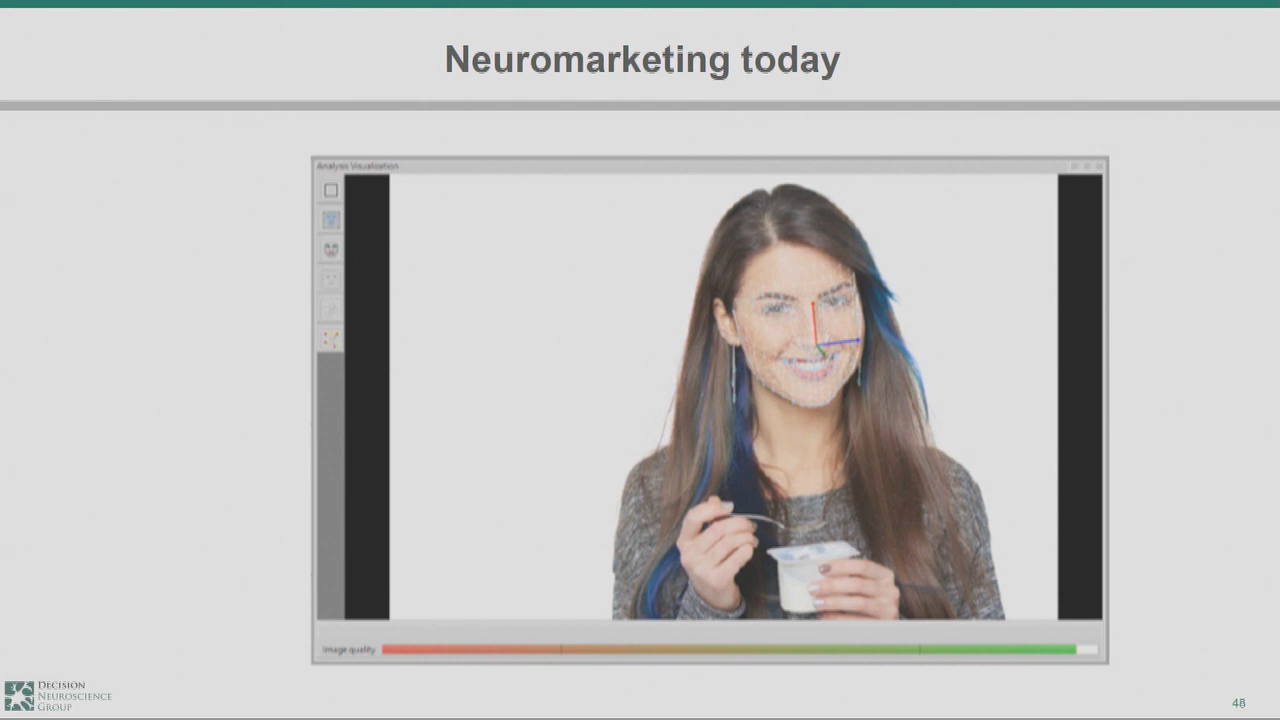 Neuromarketing today
Analysis Visualization
Image quality
DECISION
NEUROSCIENCE
GROUP
48